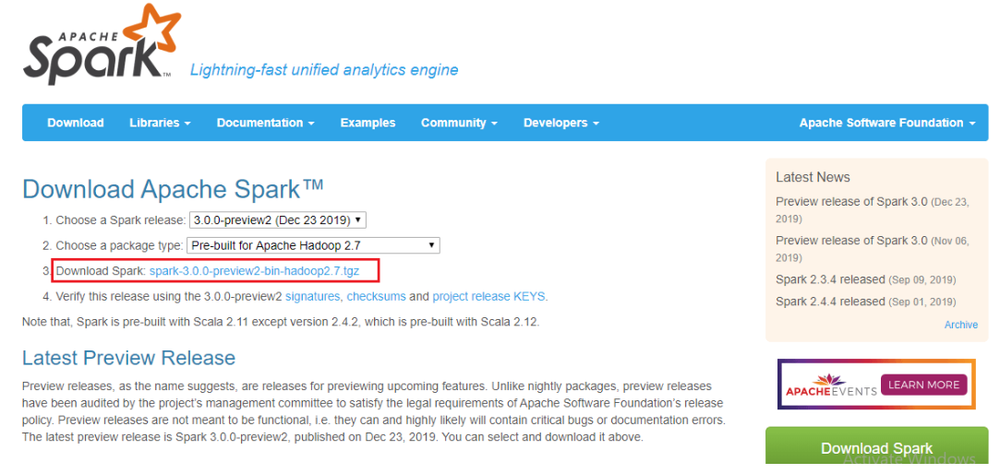 APACHE
Spark™
Lightning-fast unified analytics engine
Download Libraries Documentation Examples Community Developers Apache Software Foundation
Download Apache Spark™
1. Choose a Spark release: 3.0.0-preview2 (Dec 23 2019)
2. Choose a package type: Pre-built for Apache Hadoop 2.7
3. Download Spark: spark-3.0.0-preview2-bin-hadoop2.7.tgz
4. Verify this release using the 3.0.0-preview2 signatures, checksums and project release KEYS.
Note that, Spark is pre-built with Scala 2.11 except version 2.4.2, which is pre-built with Scala 2.12.
Latest Preview Release
Preview releases, as the name suggests, are releases for previewing upcoming features. Unlike nightly packages, preview releases
have been audited by the project's management committee to satisfy the legal requirements of Apache Software Foundation's release
policy. Preview releases are not meant to be functional, i.e. they can and highly likely will contain critical bugs or documentation errors.
The latest preview release is Spark 3.0.0-preview2, published on Dec 23, 2019. You can select and download it above.
Latest News
Preview release of Spark 3.0 (Dec 23,
2019)
Preview release of Spark 3.0 (Nov 06,
2019)
Spark 2.3.4 released (Sep 09, 2019)
Spark 2.4.4 released (Sep 01, 2019)
Archive
APACHEEVENTS LEARN MORE
Download Spark
Activate Windows